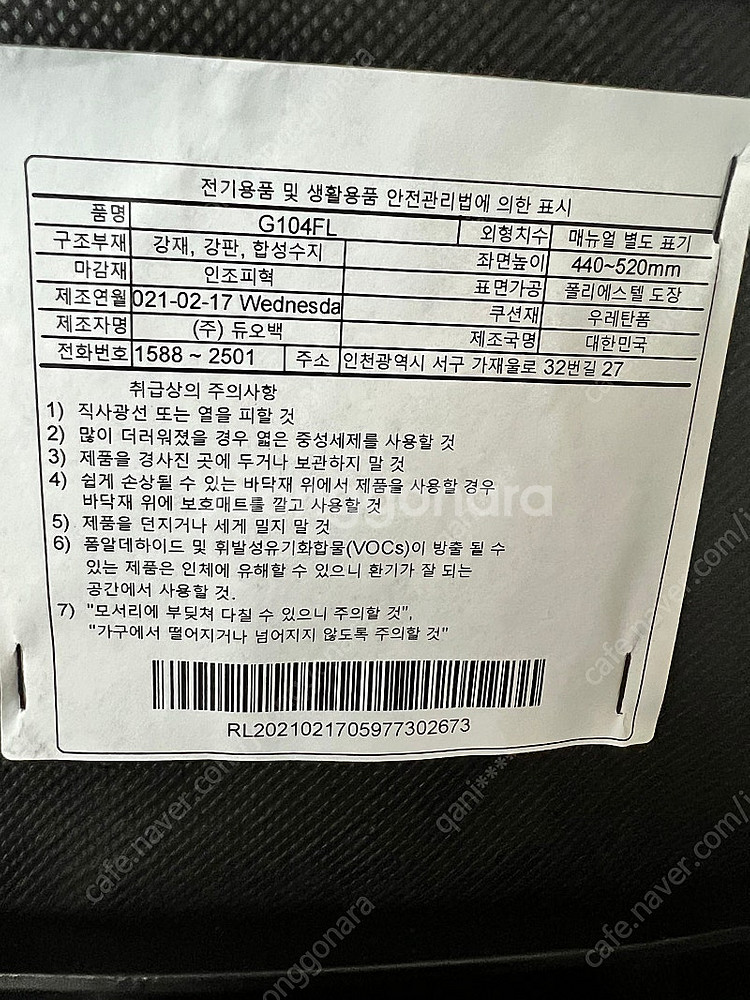 전기용품 및 생활용품 안전관리법에 의한 표시
품명 G104FL 외형치수 매뉴얼 별도 표기
구조부재 강재, 강판, 합성수지 좌면높이 440~520mm
마감재 인조피혁 표면가공 폴리에스텔 도장
제조연월 021-02-17 Wednesda 쿠션재 우레탄폼
제조자명 (주) 듀오백 제조국명 대한민국
전화번호 1588 ~ 2501 주소 인천광역시 서구 가재울로 32번길 27
취급상의 주의사항
1) 직사광선 또는 열을 피할 것
2) 많이 더러워졌을 경우 엷은 중성세제를 사용할 것
3) 제품을 경사진 곳에 두거나 보관하지 말 것
4) 쉽게 손상될 수 있는 바닥재 위에서 제품을 사용할 경우
바닥재 위에 보호매트를 깔고 사용할 것
5) 제품을 던지거나 세게 밀지 말 것
6) 폼알데하이드 및 휘발성유기화합물(VOCs)이 방출 될 수
있는 제품은 인체에 유해할 수 있으니 환기가 잘 되는
공간에서 사용할 것.
7) "모서리에 부딪쳐 다칠 수 있으니 주의할 것",
"가구에서 떨어지거나 넘어지지 않도록 주의할 것"
RL2021021705977302673
joonggonara
cafe.naver.com/
qanj****
cafe.naver.com/
cafe.naver.com/